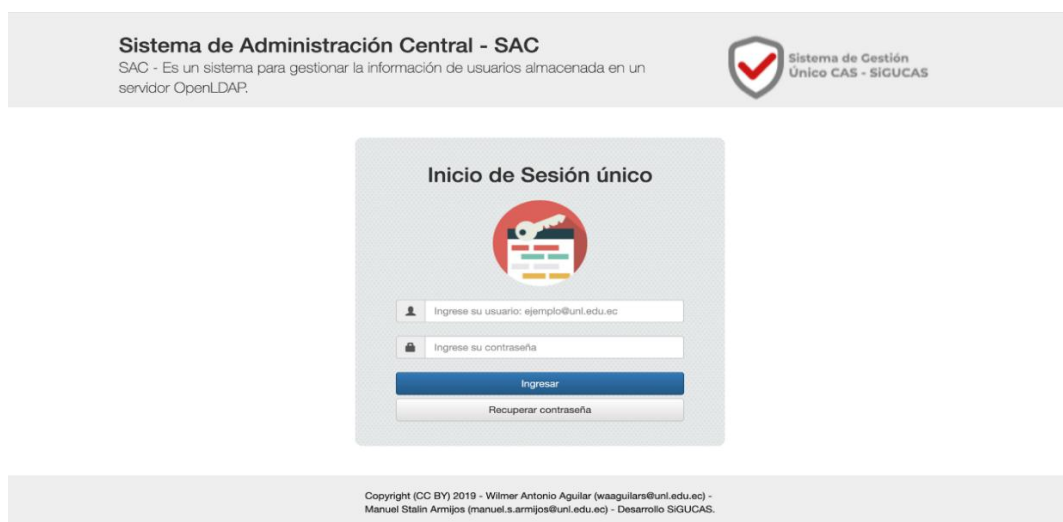 Sistema de Administración Central - SAC
SAC - Es un sistema para gestionar la información de usuarios almacenada en un
servidor OpenLDAP.
Sistema de Gestión
Único CAS - SiGUCAS
Inicio de Sesión único
Ingrese su usuario: ejemplo@unl.edu.ec
Ingrese su contraseña
Ingresar
Recuperar contraseña
Copyright (CC BY) 2019 - Wilmer Antonio Aguilar (waaguilars@unl.edu.ec) -
Manuel Stalin Armijos (manuel.s.armijos@unl.edu.ec) - Desarrollo SiGUCAS.